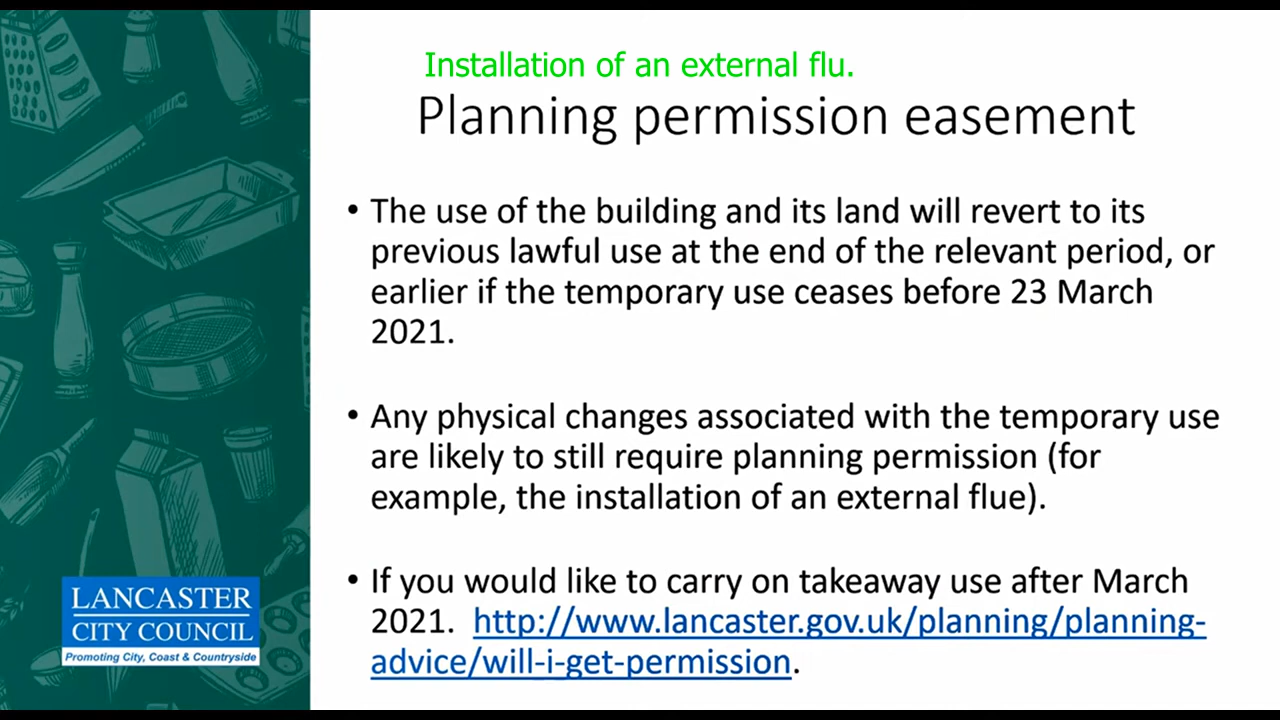 Installation of an external flu.
Planning permission easement
• The use of the building and its land will revert to its
previous lawful use at the end of the relevant period, or
earlier if the temporary use ceases before 23 March
2021.
• Any physical changes associated with the temporary use
are likely to still require planning permission (for
example, the installation of an external flue).
• If you would like to carry on takeaway use after March
2021. http://www.lancaster.gov.uk/planning/planning-
advice/will-i-get-permission.
LANCASTER
CITY COUNCIL
Promoting City, Coast & Countryside